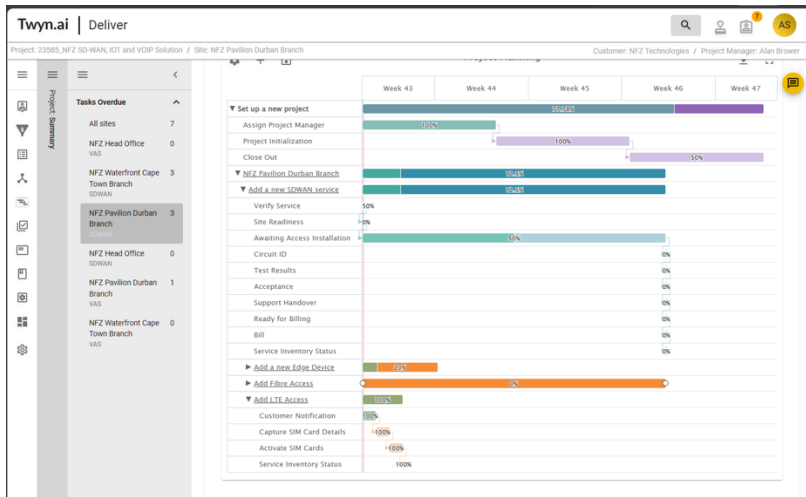 Twyn.ai | Deliver
7
AS
Project: 23585_NFZ SD-WAN, IOT and VOIP Solution / Site: NFZ Pavilion Durban Branch
Customer: NFZ Technologies / Project Manager: Alan Brower
Project: Summary
Tasks Overdue
All sites 7
NFZ Head Office 0
VAS
NFZ Waterfront Cape 3
Town Branch
SDWAN
NFZ Pavilion Durban 3
Branch
SDWAN
NFZ Head Office 0
SDWAN
NFZ Pavilion Durban 1
Branch
VAS
NFZ Waterfront Cape 0
Town Branch
VAS
Project Planning
Week 43 Week 44 Week 45 Week 46 Week 47
Set up a new project
Assign Project Manager 100%
Project Initialization 100%
Close Out 50%
NFZ Pavilion Durban Branch 12.5%
Add a new SDWAN service 12.5%
Verify Service 50%
Site Readiness 0%
Awaiting Access Installation 50%
Circuit ID 0%
Test Results 0%
Acceptance 0%
Support Handover 0%
Ready for Billing 0%
Bill 0%
Service Inventory Status 0%
Add a new Edge Device 20%
Add Fibre Access 0%
Add LTE Access 100%
Customer Notification 100%
Capture SIM Card Details 100%
Activate SIM Cards 100%
Service Inventory Status 100%